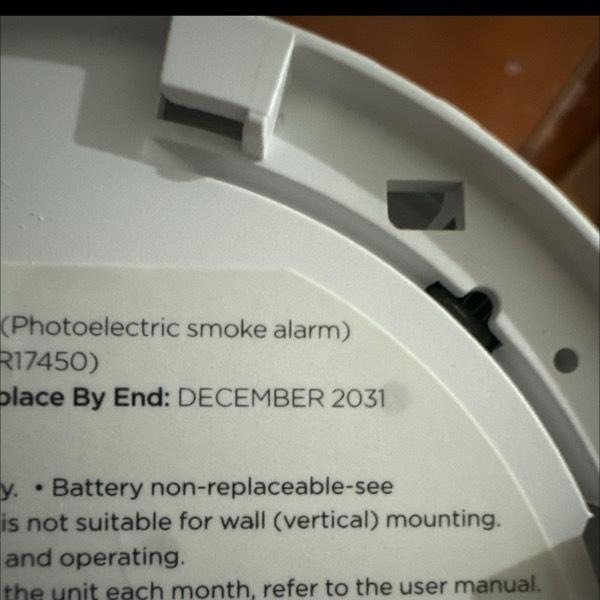 (Photoelectric smoke alarm)
R17450)
place By End: DECEMBER 2031
y. • Battery non-replaceable-see
is not suitable for wall (vertical) mounting.
and operating.
the unit each month, refer to the user manual.